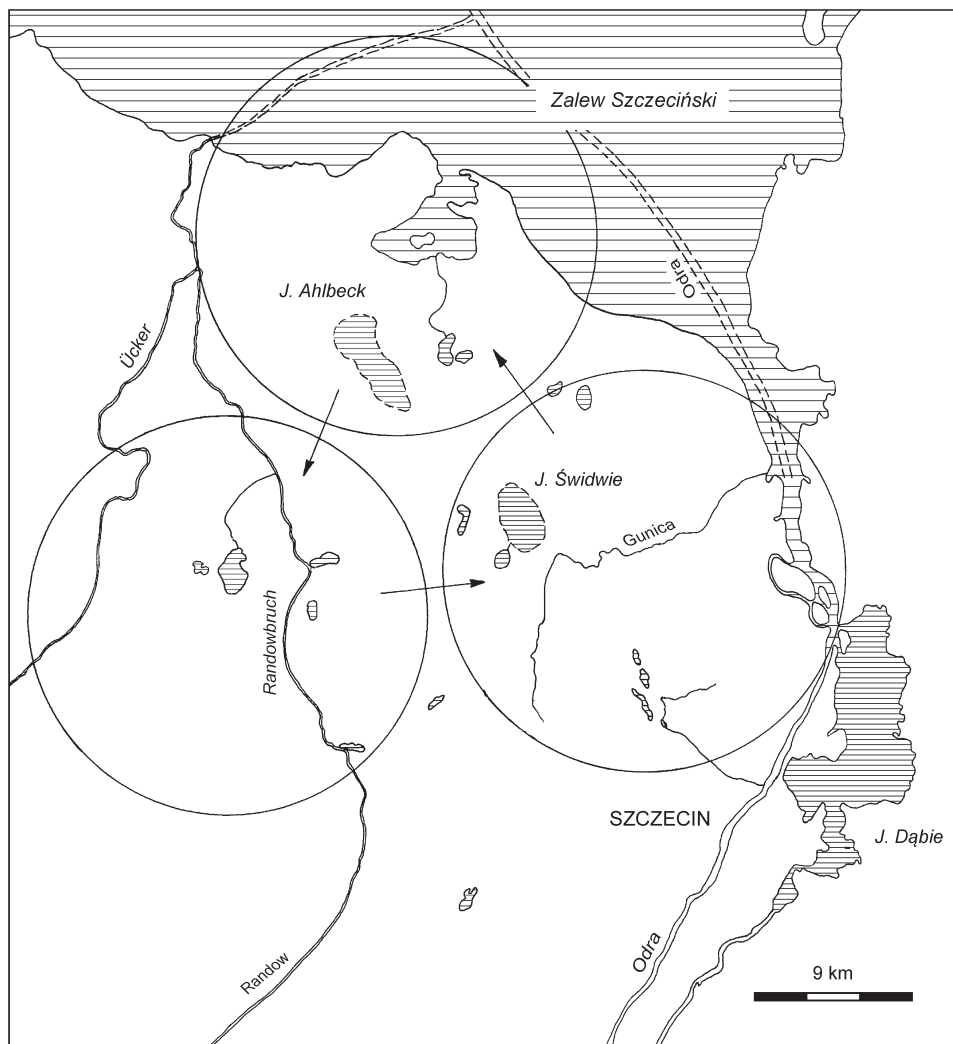 Zalew Szczeciński
Odra
J. Ahlbeck
Ücker
J. Świdwie
Gunica
Randowbruch
SZCZECIN
J. Dąbie
Odra
Randow
9 km